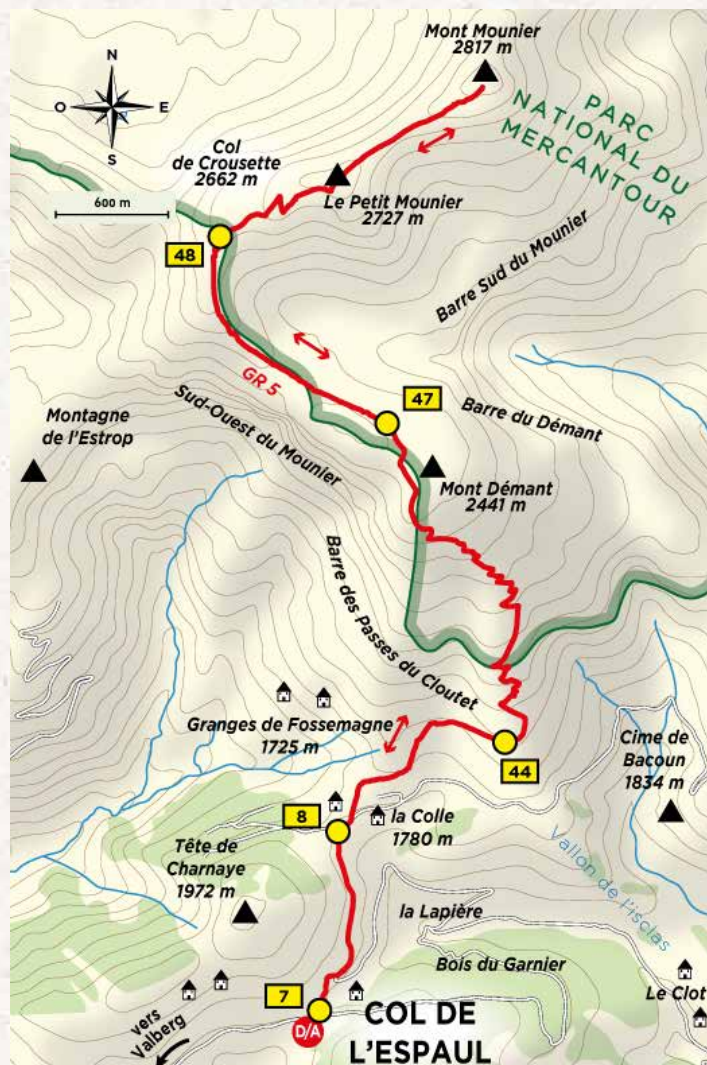 Mont Mounier
2817 m
N
O
E
S
PARC
NATIONAL DU
MERCANTOUR
Col
de Crousette
2662 m
600 m
Le Petit Mounier
2727 m
48
Barre Sud du Mounier
GR 5
47
Sud-Ouest du Mounier
Barre du Démant
Montagne
de l'Estrop
Mont Démant
2441 m
Barre des Passes du Cloutet
Granges de Fossemagne
1725 m
44
Cime de
Bacoun
1834 m
8
la Colle
1780 m
Tête de
Charnaye
1972 m
Vallon de l'isclas
la Lapière
Bois du Garnier
7
Le Clot
D/A
COL DE
L'ESPAUL
vers
Valberg